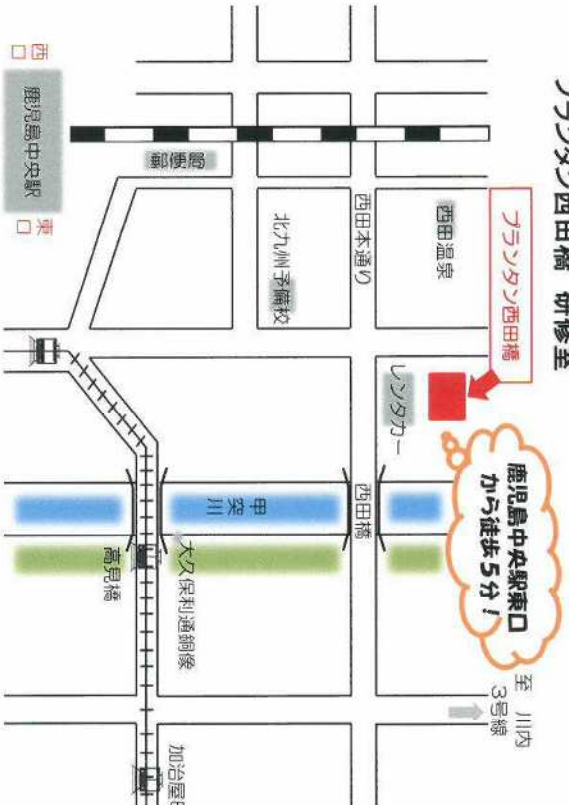 プランタン西田橋 研修室
プランタン西田橋
鹿児島中央駅東口
から徒歩5分！
至 川内
3号線
西田温泉
レンタカー
西田本通り
西田橋
北九州予備校
甲突川
大久保利通銅像
加治屋
郵便局
高見橋
西口
鹿児島中央駅
東口